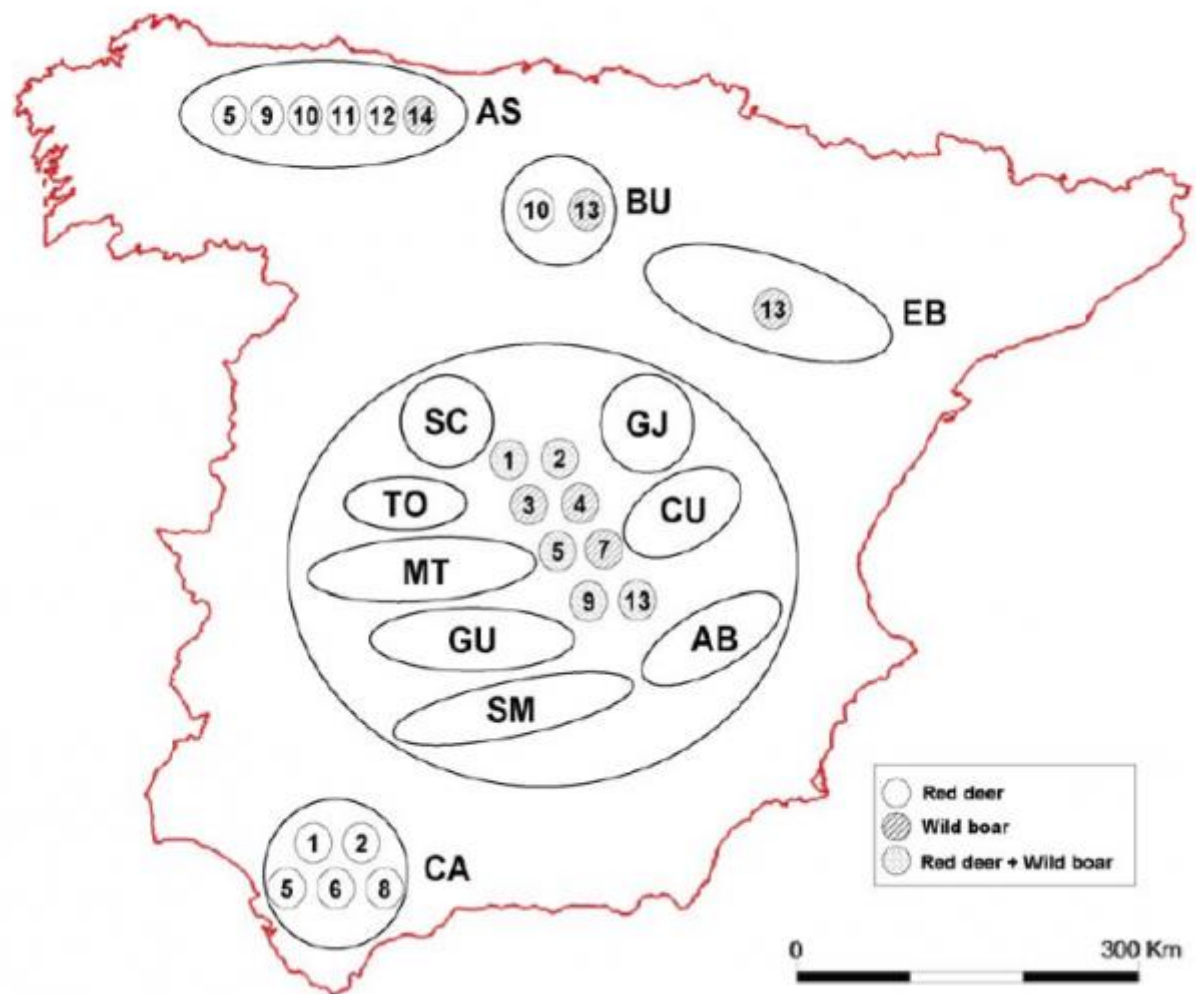 5 9 10 11 12 14 AS
10 13 BU
13 EB
SC GJ
1 2
TO 3 4 CU
MT 5 7
9 13
GU AB
SM
1 2
5 6 8 CA
Red deer
Wild boar
Red deer + Wild boar
0 300 Km